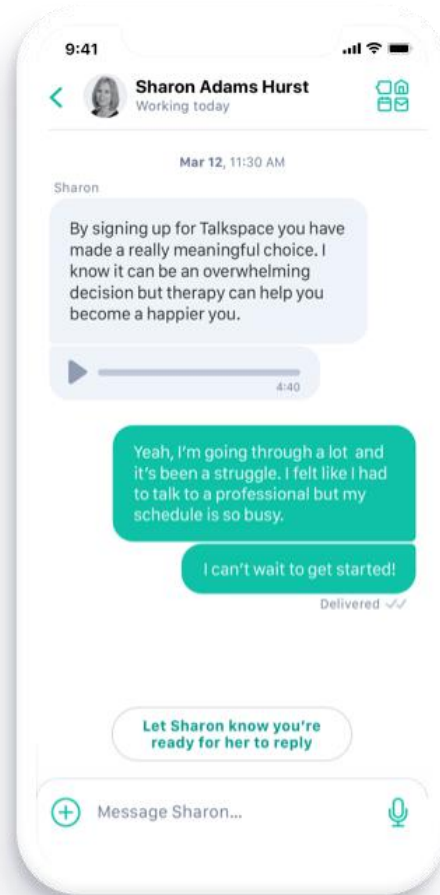 9:41
Sharon Adams Hurst
Working today
Mar 12, 11:30 AM
Sharon
By signing up for Talkspace you have
made a really meaningful choice. I
know it can be an overwhelming
decision but therapy can help you
become a happier you.
4:40
Yeah, I'm going through a lot and
it's been a struggle. I felt like I had
to talk to a professional but my
schedule is so busy.
I can't wait to get started!
Delivered
Let Sharon know you're
ready for her to reply
Message Sharon...